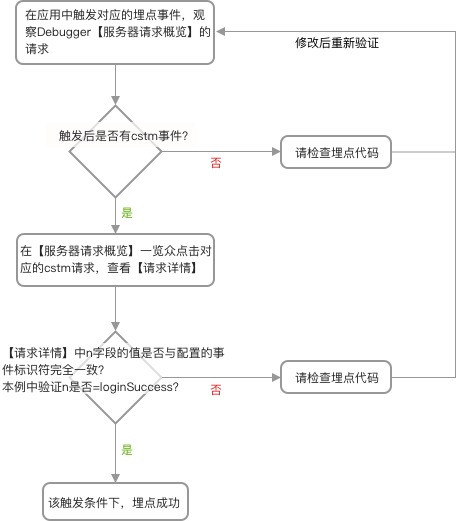 在应用中触发对应的埋点事件，观
察Debugger【服务器请求概览】的
请求
修改后重新验证
触发后是否有cstm事件?
否
请检查埋点代码
是
在【服务器请求概览】一览众点击对
应的cstm请求，查看【请求详情】
【请求详情】中n字段的值是否与配置的事
件标识符完全一致?
本例中验证n是否=loginSuccess?
否
请检查埋点代码
是
该触发条件下，埋点成功